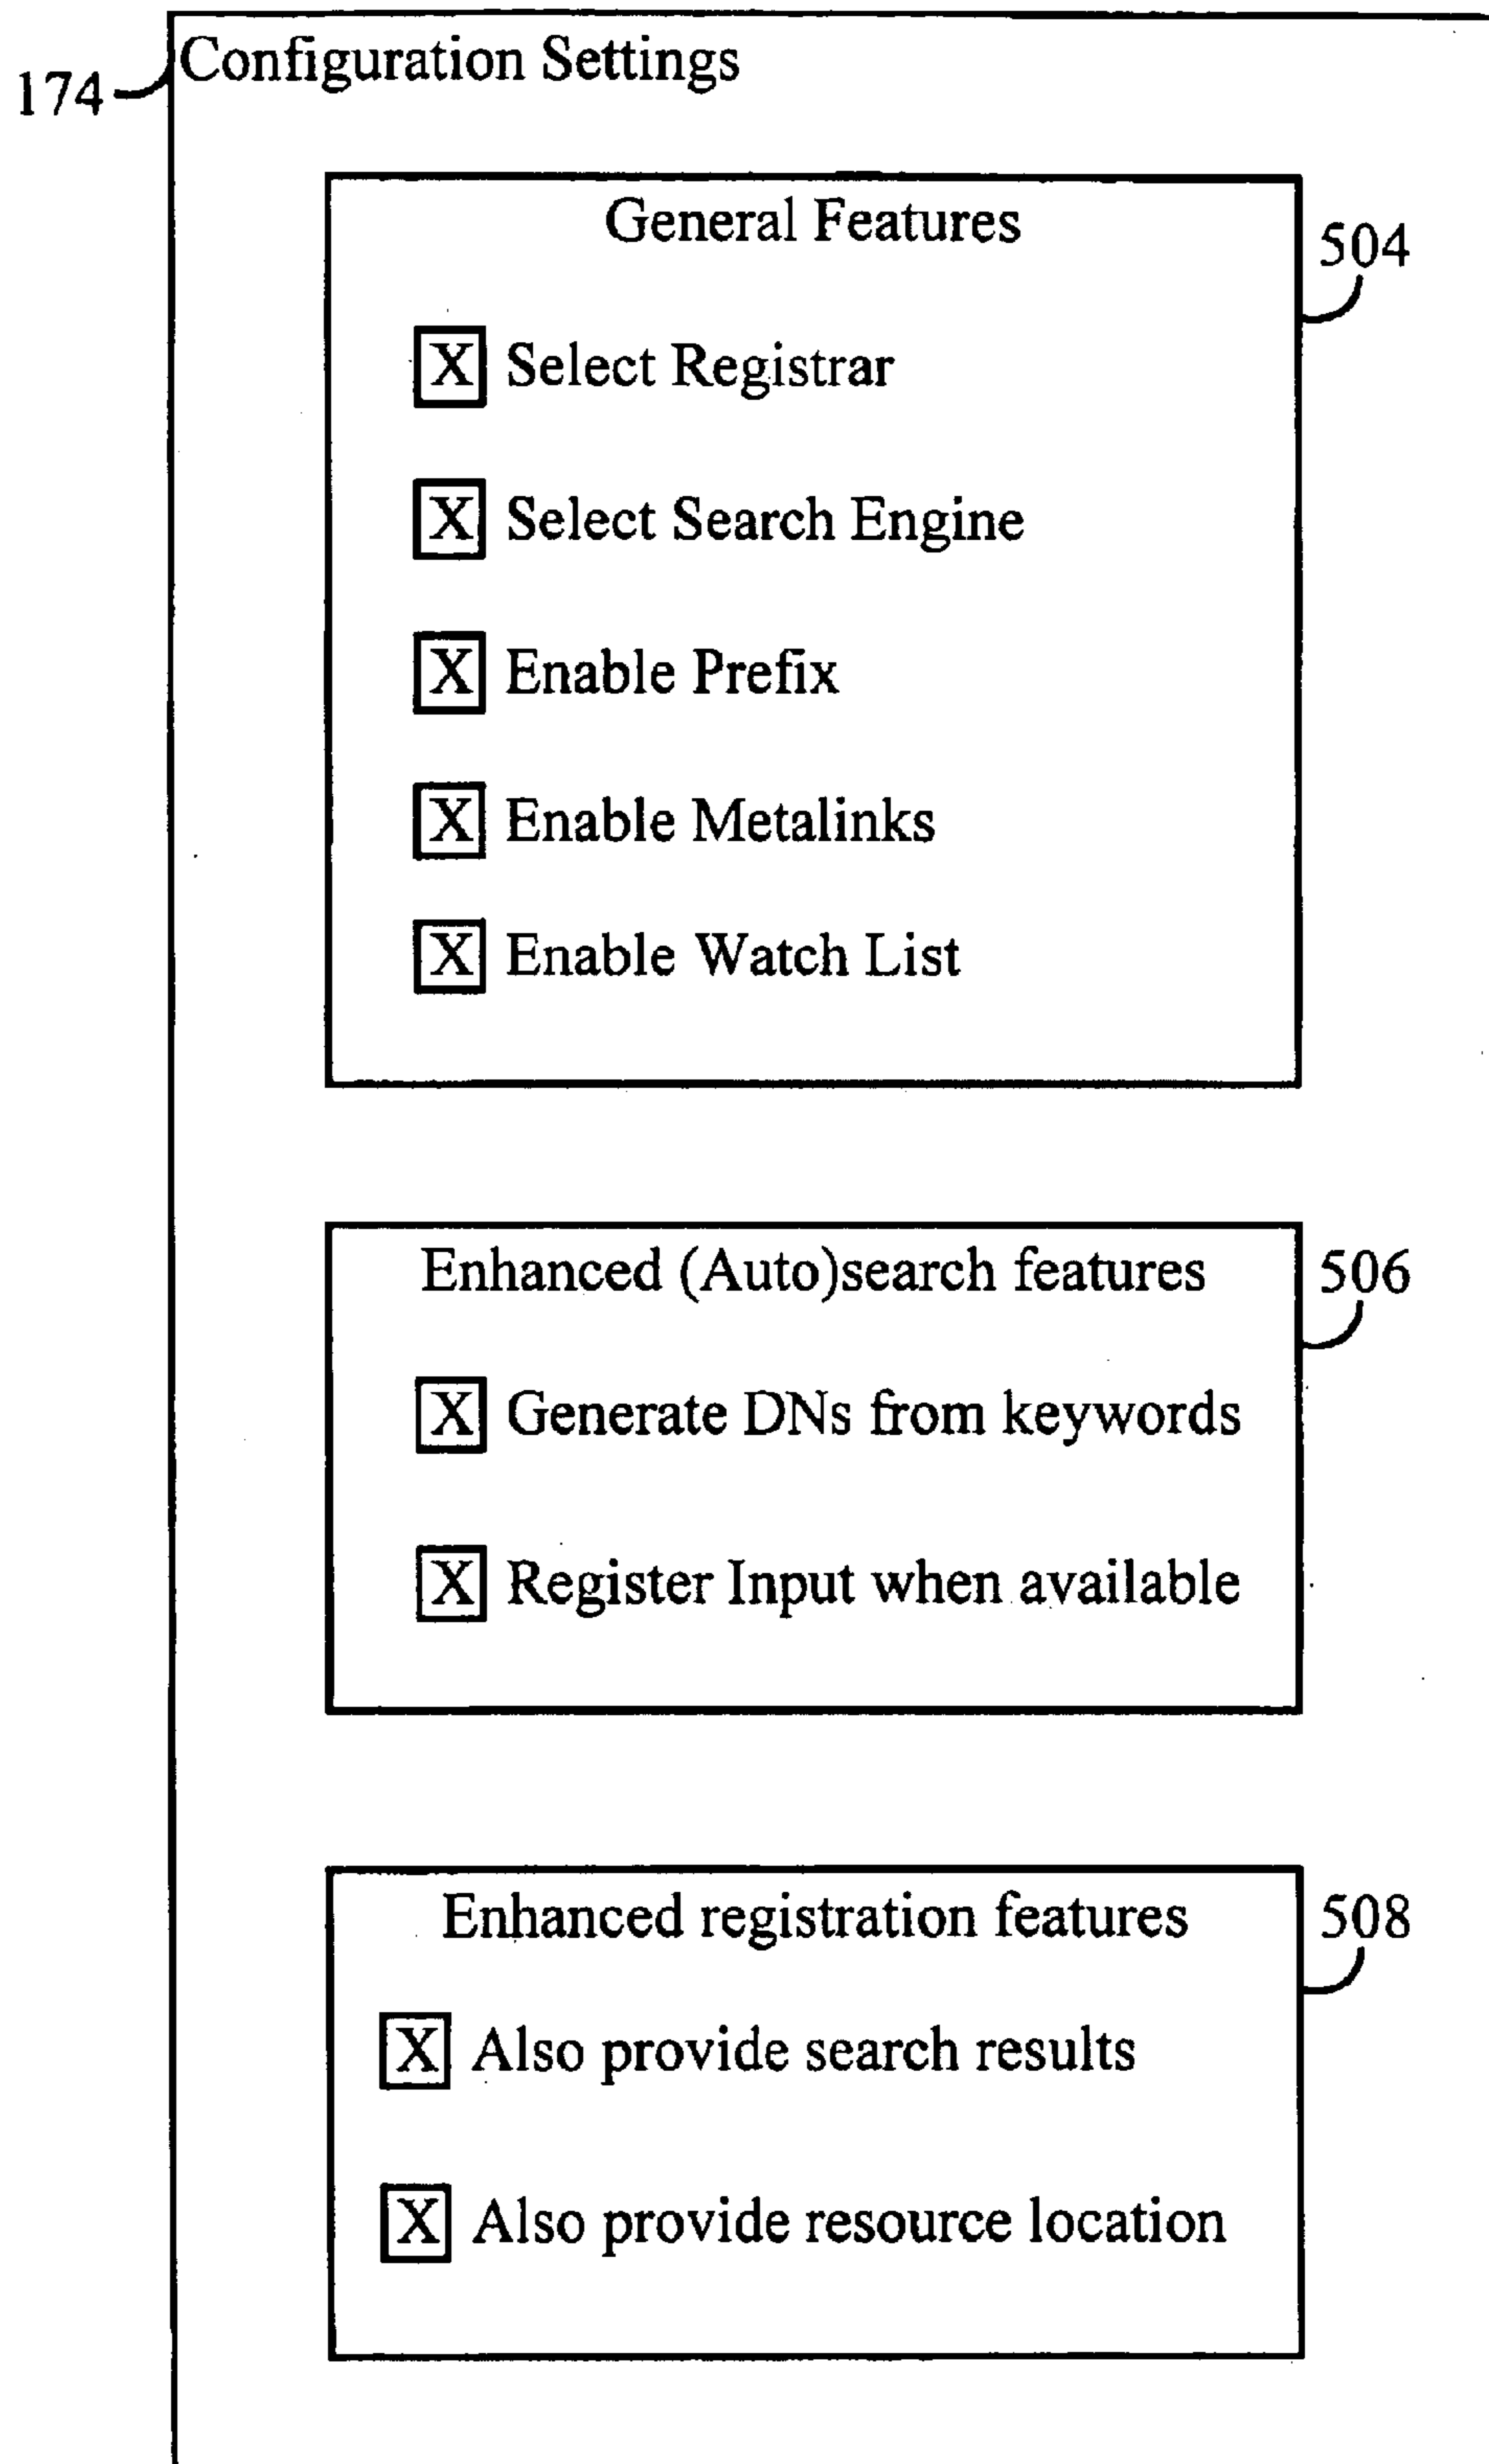 Configuration Settings
174
General Features
504
X Select Registrar
X Select Search Engine
X Enable Prefix
X Enable Metalinks
X Enable Watch List
Enhanced (Auto)search features
506
X Generate DNs from keywords
X Register Input when available
Enhanced registration features
508
X Also provide search results
X Also provide resource location